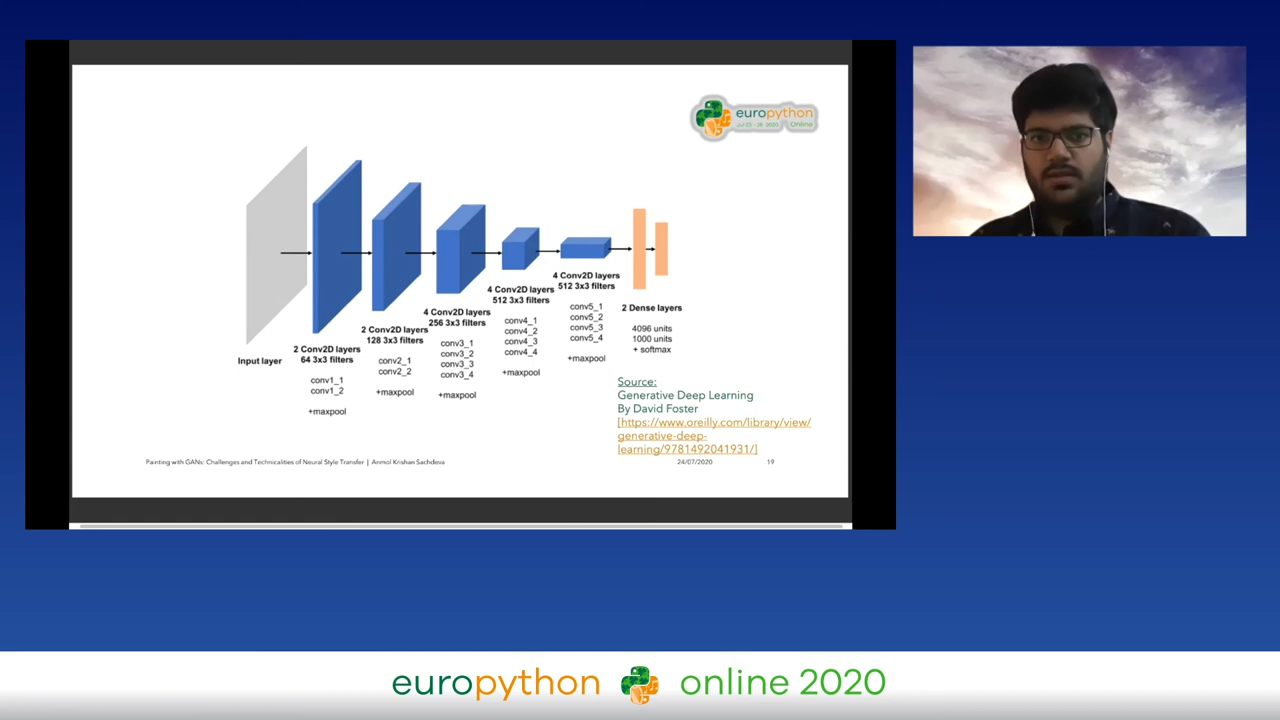 europython
Jul 23 - 26 2020 Online
Input layer
2 Conv2D layers
64 3x3 filters
conv1_1
conv1_2
+maxpool
2 Conv2D layers
128 3x3 filters
conv2_1
conv2_2
+maxpool
4 Conv2D layers
256 3x3 filters
conv3_1
conv3_2
conv3_3
conv3_4
+maxpool
4 Conv2D layers
512 3x3 filters
conv4_1
conv4_2
conv4_3
conv4_4
+maxpool
4 Conv2D layers
512 3x3 filters
conv5_1
conv5_2
conv5_3
conv5_4
+maxpool
2 Dense layers
4096 units
1000 units
+ softmax
Source:
Generative Deep Learning
By David Foster
[https://www.oreilly.com/library/view/
generative-deep-
learning/9781492041931/]
Painting with GANs: Challenges and Technicalities of Neural Style Transfer | Anmol Krishan Sachdeva
24/07/2020
19
europython online 2020